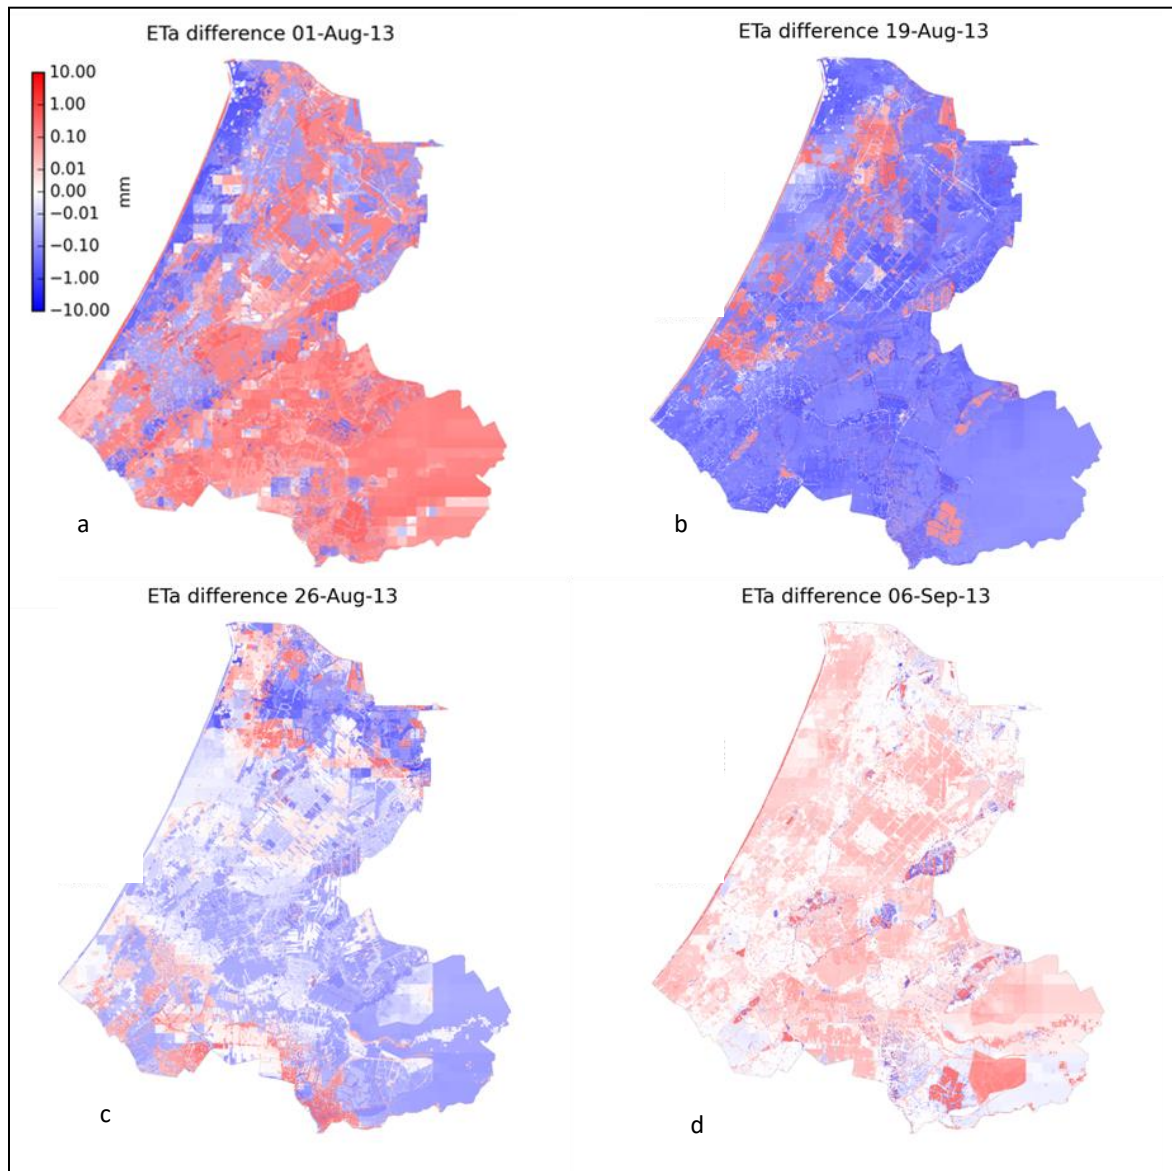 ETa difference 01-Aug-13
ETa difference 19-Aug-13
10.00
1.00
0.10
0.01
0.00
−0.01
−0.10
−1.00
−10.00
mm
a
b
ETa difference 26-Aug-13
ETa difference 06-Sep-13
c
d